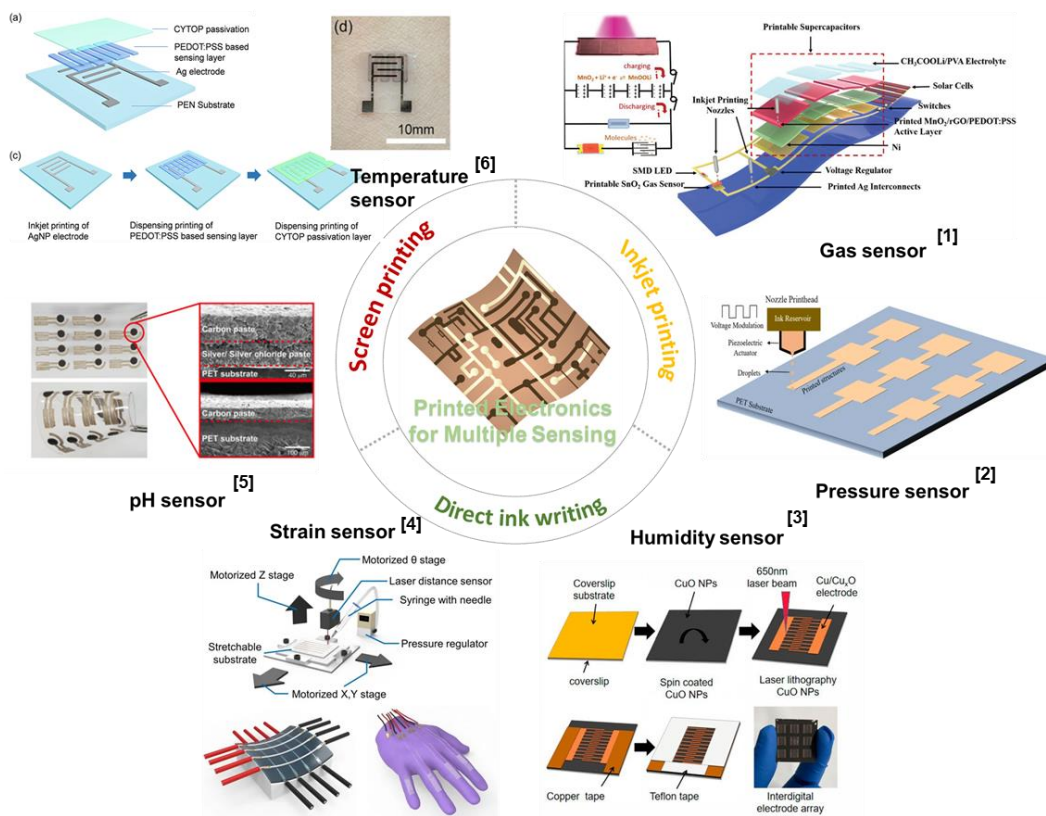 (a)
CYTOP passivation
PEDOT:PSS based
sensing layer
Ag electrode
PEN Substrate
(d)
10mm
(c)
Inkjet printing of
AgNP electrode
Dispensing printing of
PEDOT:PSS based sensing layer
Dispensing printing of
CYTOP passivation layer
Temperature [6]
sensor
Printable Supercapacitors
CH3COOLi/PVA Electrolyte
Solar Cells
Switches
Printed MnO2/rGO/PEDOT:PSS
Active Layer
Ni
Voltage Regulator
Printed Ag Interconnects
Inkjet Printing
Nozzles
SMD LED
Printable SnO2 Gas Sensor
charging
MnO2 + Li+ + e- ⇌ MnOOLi
Discharging
Molecules
Gas sensor [1]
Screen printing
Inkjet printing
Direct ink writing
Printed Electronics
for Multiple Sensing
Carbon paste
Silver/ Silver chloride paste
PET substrate
40 µm
Carbon paste
PET substrate
100 µm
pH sensor [5]
Nozzle Printhead
Voltage Modulation
Ink Reservoir
Piezoelectric
Actuator
Droplets
Printed structures
PET Substrate
Pressure sensor [2]
Strain sensor [4]
Motorized θ stage
Motorized Z stage
Laser distance sensor
Syringe with needle
Stretchable
substrate
Pressure regulator
Motorized X,Y stage
Humidity sensor [3]
Coverslip
substrate
CuO NPs
650nm
laser beam
Cu/CuxO
electrode
coverslip
Spin coated
CuO NPs
Laser lithography
CuO NPs
Copper tape
Teflon tape
Interdigital
electrode array